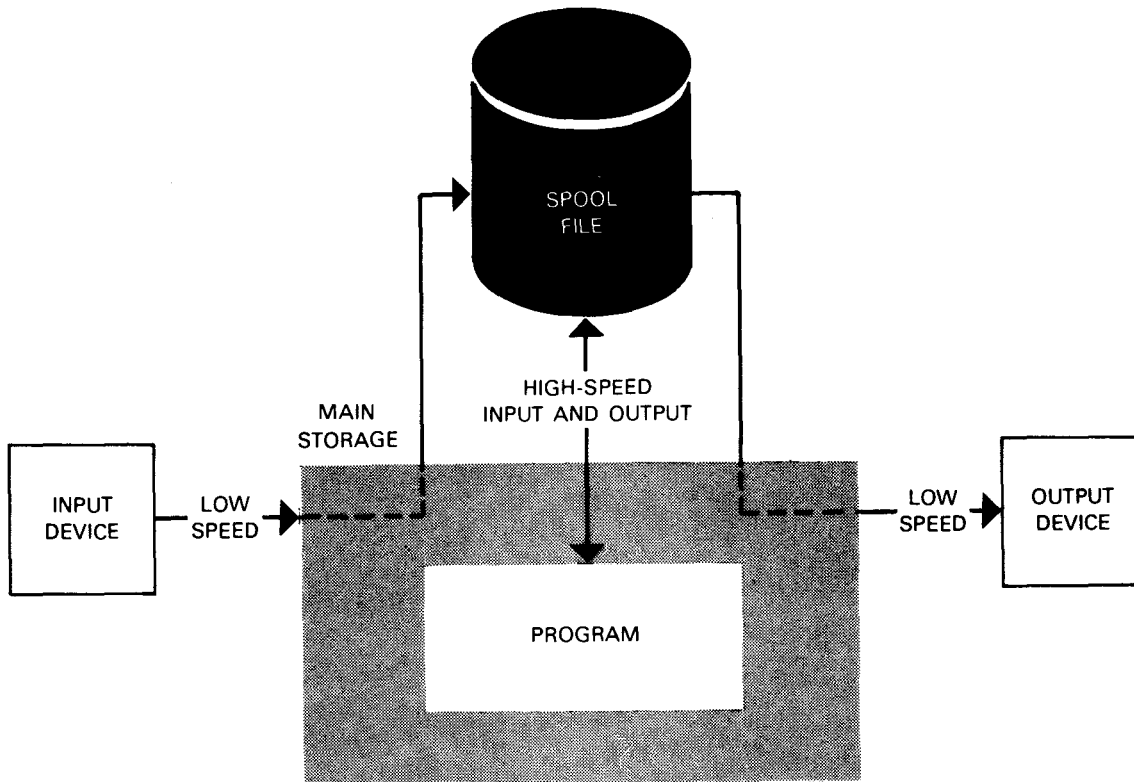 SPOOL
FILE
HIGH-SPEED
INPUT AND OUTPUT
MAIN
STORAGE
INPUT
DEVICE
LOW
SPEED
PROGRAM
LOW
SPEED
OUTPUT
DEVICE